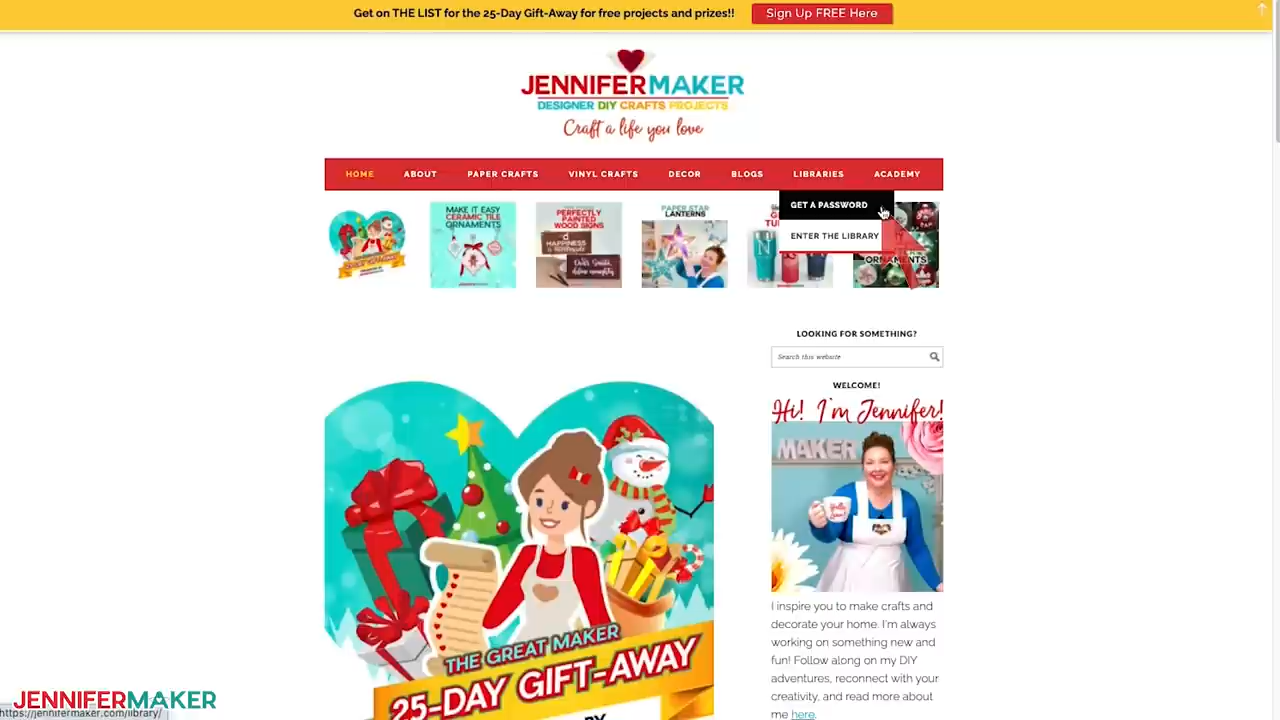 Get on THE LIST for the 25-Day Gift-Away for free projects and prizes!! Sign Up FREE Here
JENNIFERMAKER
DESIGNER DIY CRAFTS PROJECTS
Craft a life you love
HOME ABOUT PAPER CRAFTS VINYL CRAFTS DECOR BLOGS LIBRARIES ACADEMY
GET A PASSWORD
ENTER THE LIBRARY
MAKE IT EASY
CERAMIC TILE
ORNAMENTS
PERFECTLY
PAINTED
WOOD SIGNS
HAPPINESS
PAPER STAR
LANTERNS
ORNAMENTS
LOOKING FOR SOMETHING?
Search this website
WELCOME!
Hi! I'm Jennifer!
MAKER
I inspire you to make crafts and
decorate your home. I'm always
working on something new and
fun! Follow along on my DIY
adventures, reconnect with your
creativity, and read more about
me here.
THE GREAT MAKER
25-DAY GIFT-AWAY
BY
JENNIFERMAKER
https://jennifermaker.com/library/